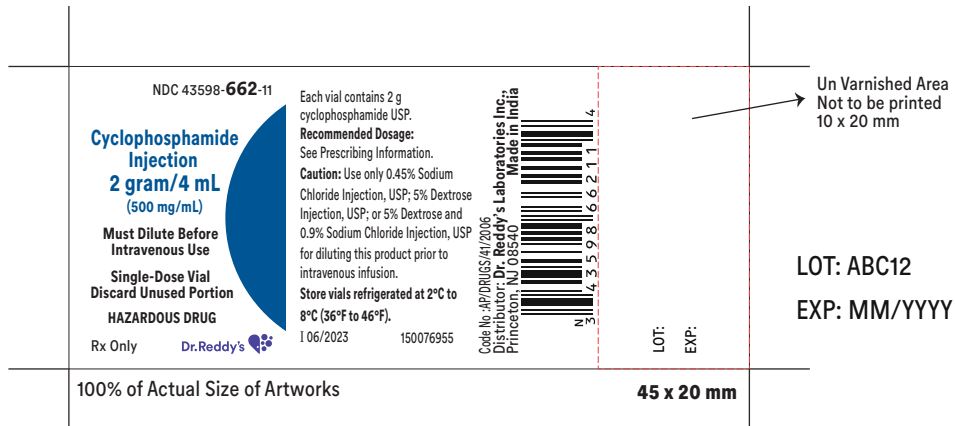 NDC 43598-662-11
Cyclophosphamide
Injection
2 gram/4 mL
(500 mg/mL)
Must Dilute Before
Intravenous Use
Single-Dose Vial
Discard Unused Portion
HAZARDOUS DRUG
Rx Only
Dr.Reddy's
Each vial contains 2 g
cyclophosphamide USP.
Recommended Dosage:
See Prescribing Information.
Caution: Use only 0.45% Sodium
Chloride Injection, USP; 5% Dextrose
Injection, USP; or 5% Dextrose and
0.9% Sodium Chloride Injection, USP
for diluting this product prior to
intravenous infusion.
Store vials refrigerated at 2°C to
8°C (36°F to 46°F).
I 06/2023 150076955
Code No :AP/DRUGS/41/2006
Distributor: Dr. Reddy's Laboratories Inc.,
Princeton, NJ 08540 Made in India
N
3 43598 66211 4
LOT:
EXP:
Un Varnished Area
Not to be printed
10 x 20 mm
LOT: ABC12
EXP: MM/YYYY
100% of Actual Size of Artworks
45 x 20 mm